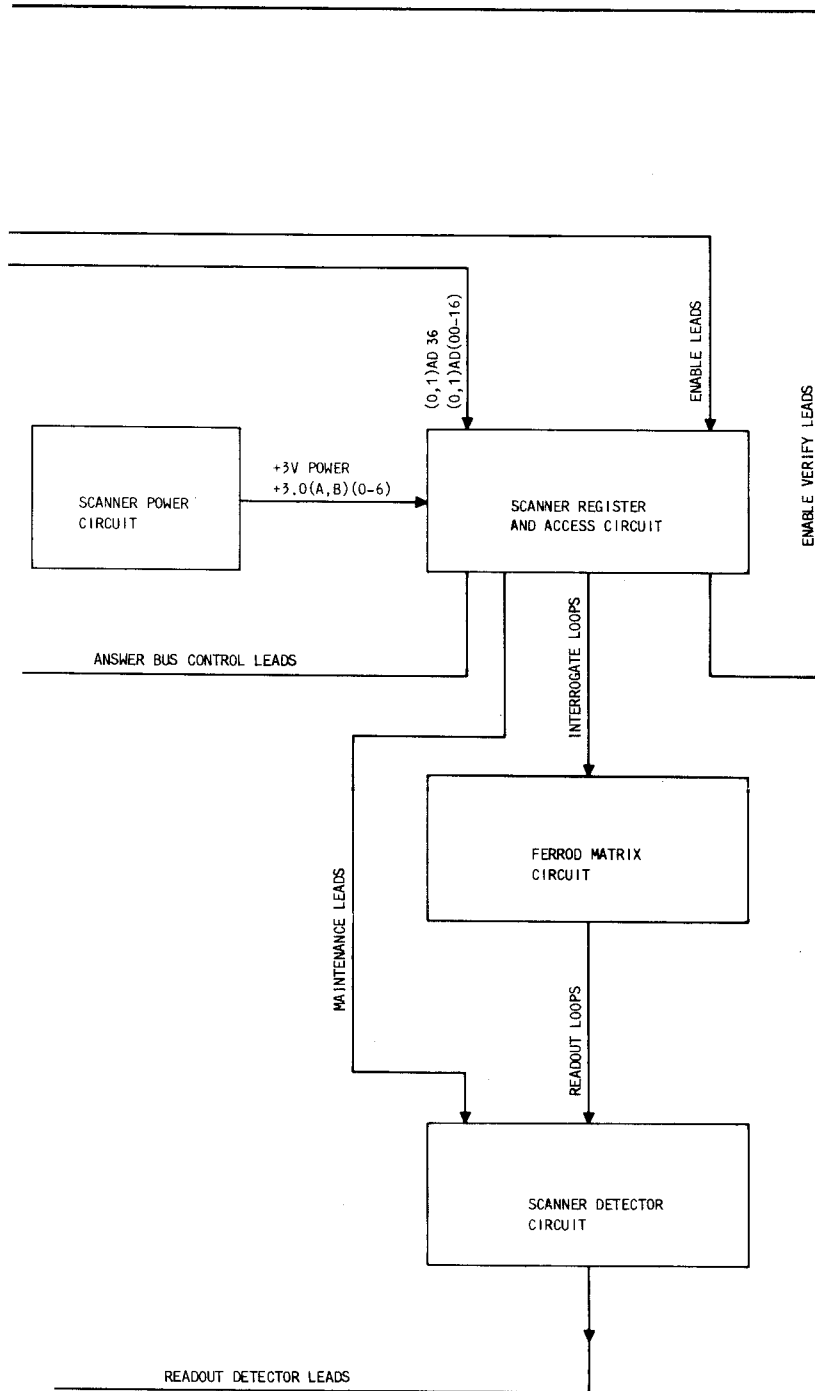 (0,1)AD 36
(0,1)AD(00-16)
ENABLE LEADS
ENABLE VERIFY LEADS
SCANNER POWER
CIRCUIT
+3V POWER
+3.0(A,B)(0-6)
SCANNER REGISTER
AND ACCESS CIRCUIT
ANSWER BUS CONTROL LEADS
INTERROGATE LOOPS
MAINTENANCE LEADS
FERROD MATRIX
CIRCUIT
READOUT LOOPS
SCANNER DETECTOR
CIRCUIT
READOUT DETECTOR LEADS